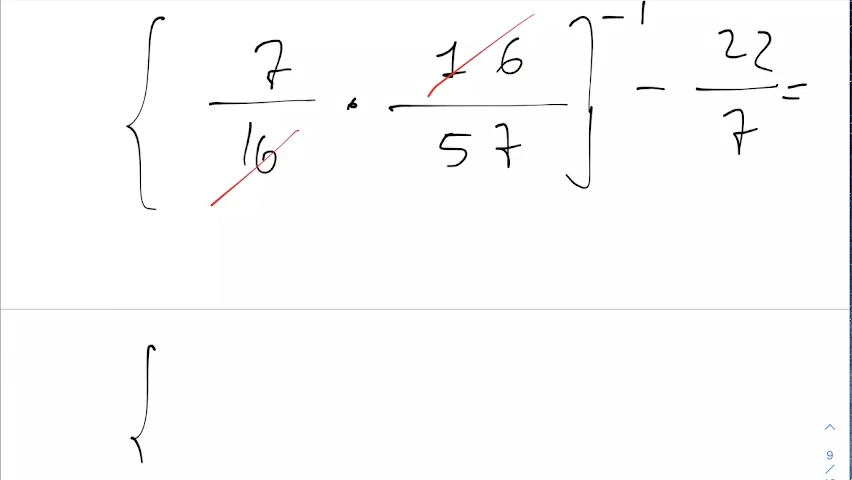 { 7/16 · 16/57 ]^-1 - 22/7 =
{
9
/